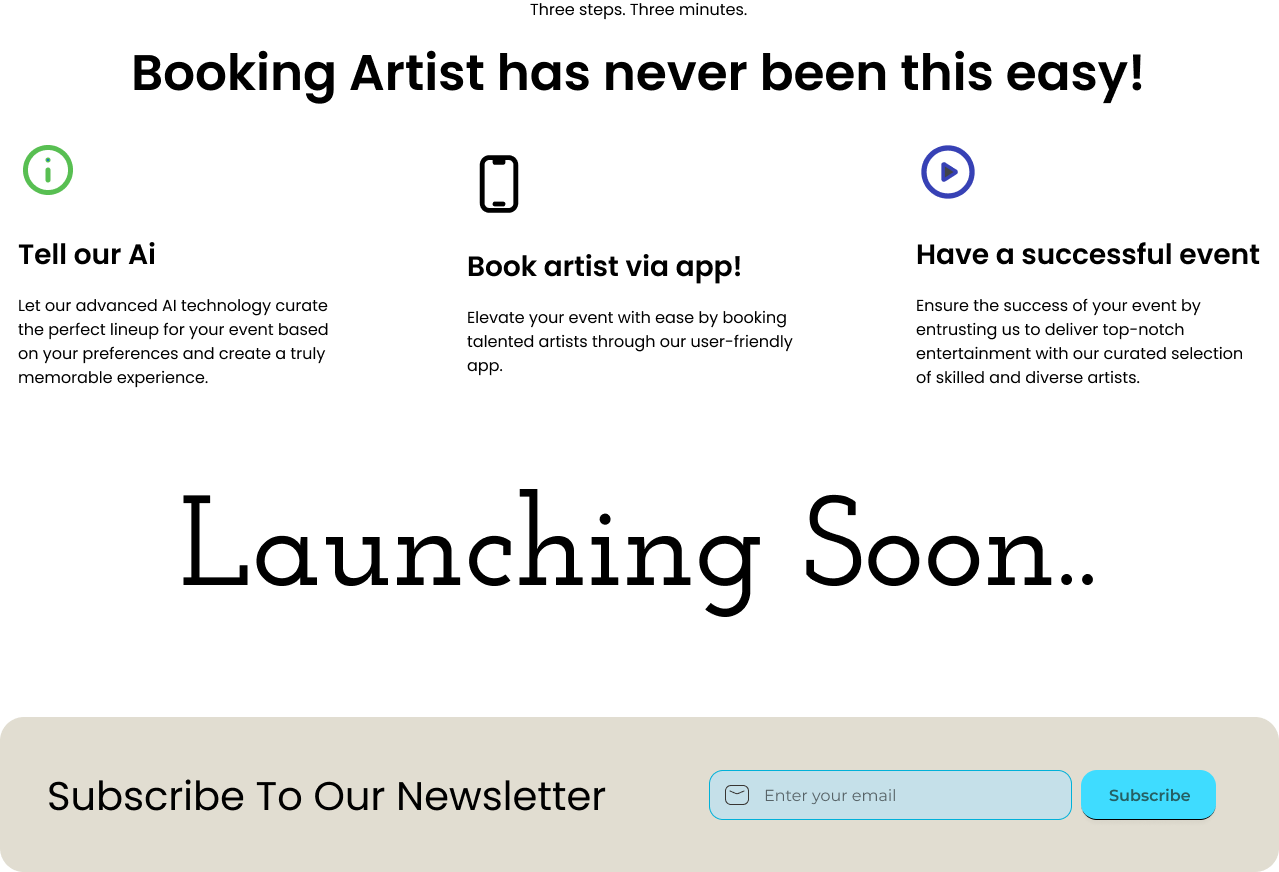 Three steps. Three minutes.
Booking Artist has never been this easy!
Tell our Ai
Let our advanced AI technology curate
the perfect lineup for your event based
on your preferences and create a truly
memorable experience.
Book artist via app!
Elevate your event with ease by booking
talented artists through our user-friendly
app.
Have a successful event
Ensure the success of your event by
entrusting us to deliver top-notch
entertainment with our curated selection
of skilled and diverse artists.
Launching Soon..
Subscribe To Our Newsletter
Enter your email
Subscribe